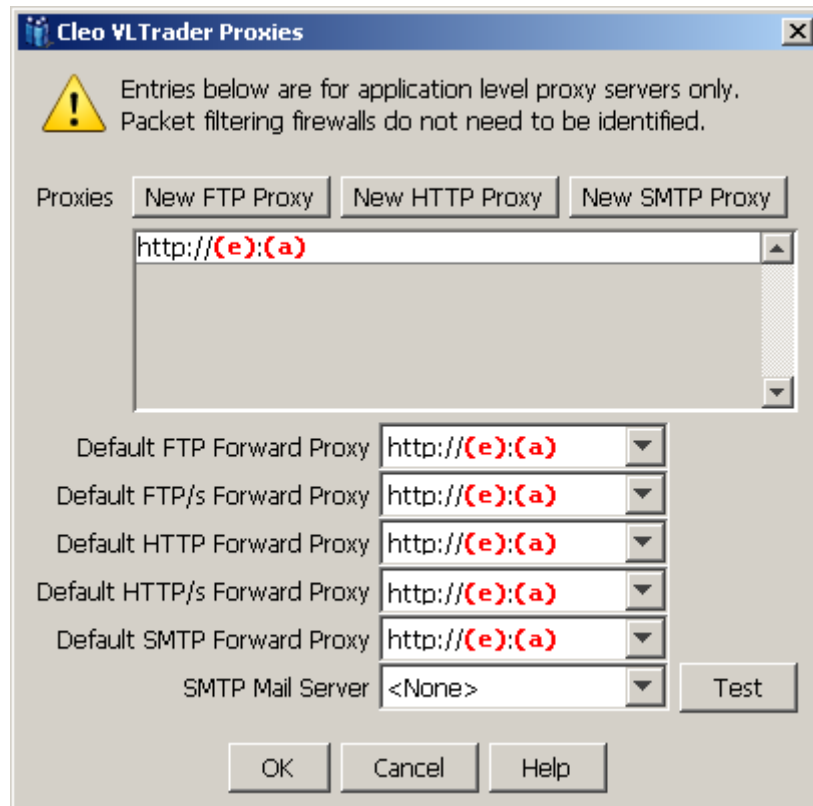 Cleo VLTrader Proxies
Entries below are for application level proxy servers only.
Packet filtering firewalls do not need to be identified.
Proxies New FTP Proxy New HTTP Proxy New SMTP Proxy
http://(e):(a)
Default FTP Forward Proxy http://(e):(a)
Default FTP/s Forward Proxy http://(e):(a)
Default HTTP Forward Proxy http://(e):(a)
Default HTTP/s Forward Proxy http://(e):(a)
Default SMTP Forward Proxy http://(e):(a)
SMTP Mail Server <None> Test
OK Cancel Help